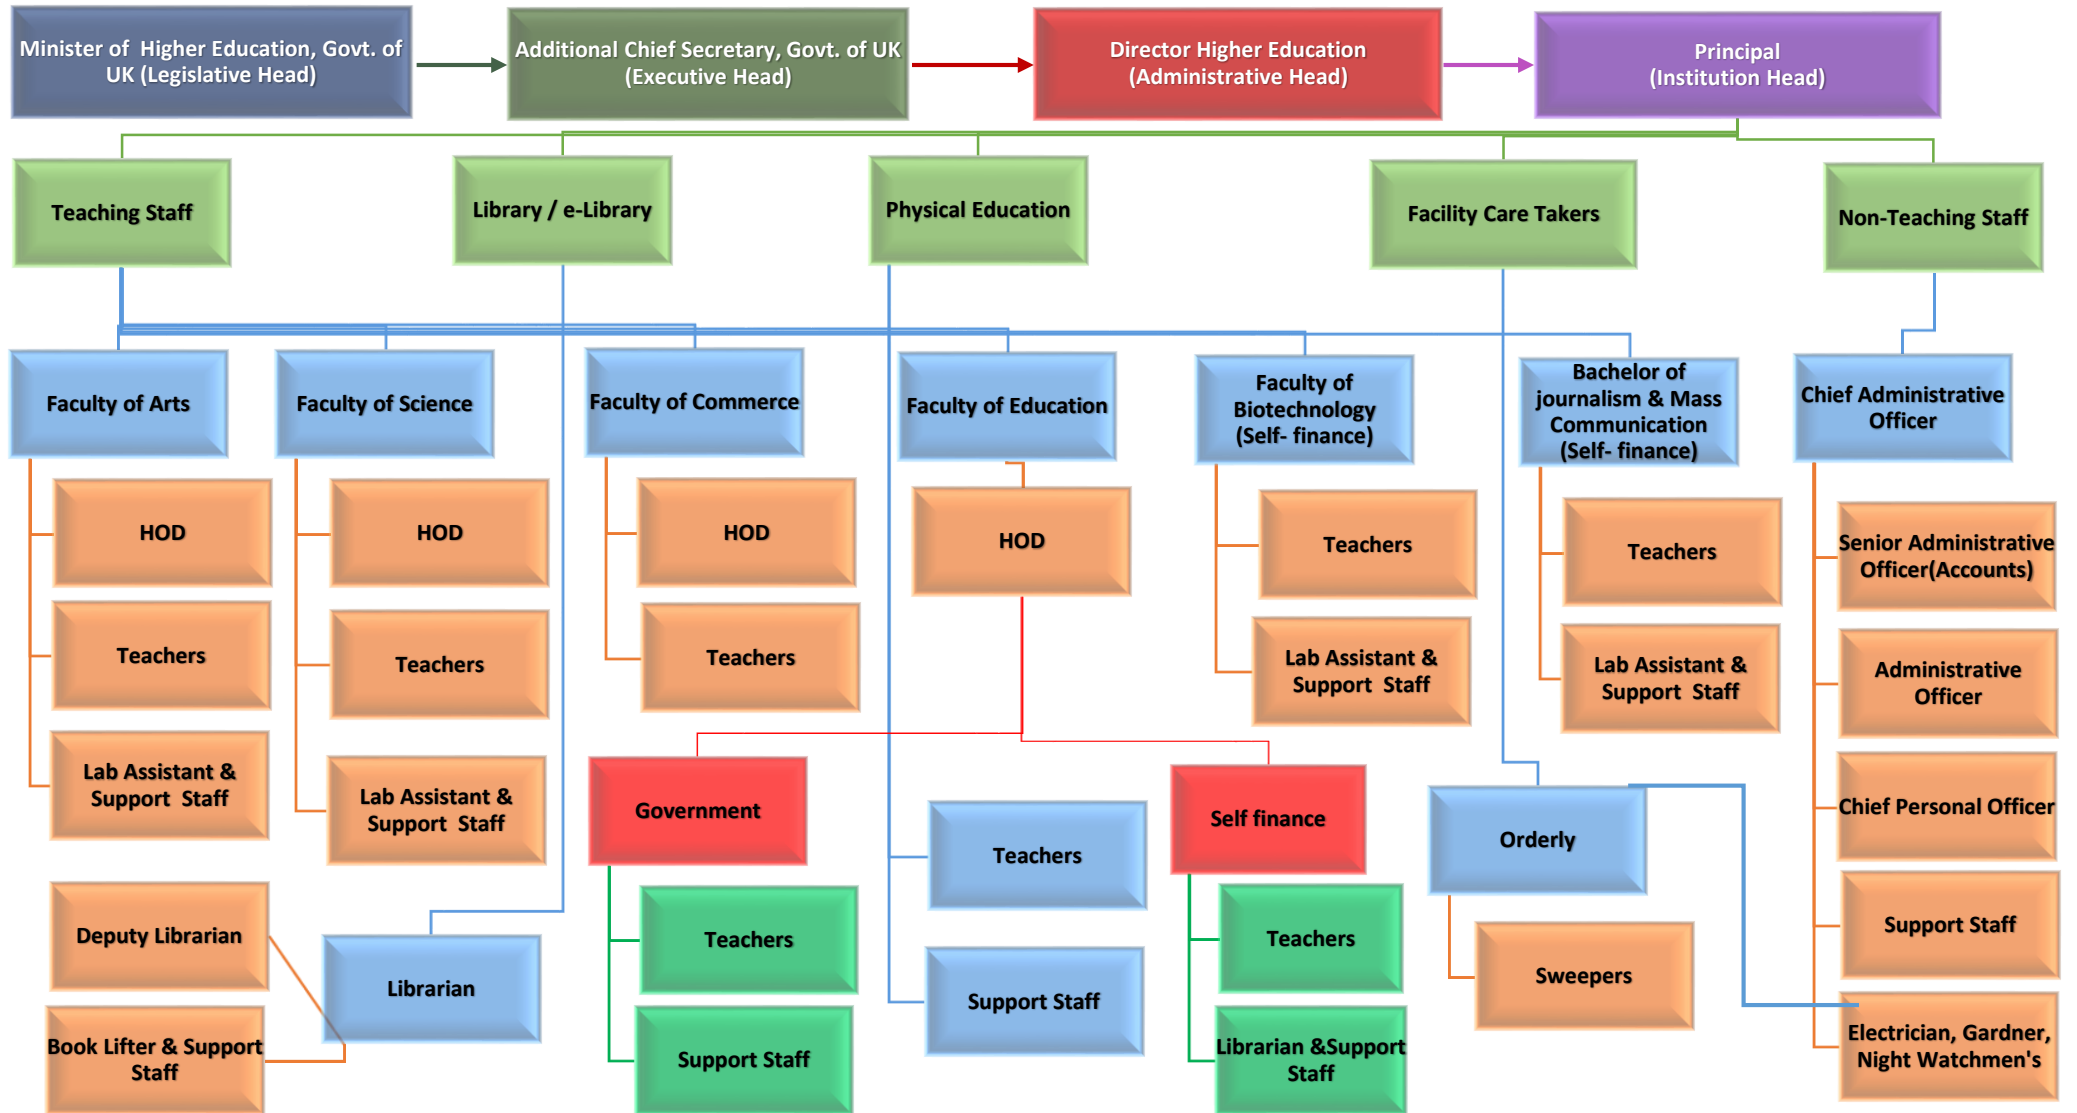 Minister of  Higher Education, Govt. of
UK (Legislative Head)
Additional Chief Secretary, Govt. of UK
(Executive Head)
Director Higher Education
(Administrative Head)
Principal
(Institution Head)
Teaching Staff
Library / e-Library
Physical Education
Facility Care Takers
Non-Teaching Staff
Faculty of Arts
Faculty of Science
Faculty of Commerce
Faculty of Education
Faculty of
Biotechnology
(Self- finance)
Bachelor of
journalism & Mass
Communication
(Self- finance)
Chief Administrative
Officer
HOD
HOD
HOD
HOD
Teachers
Teachers
Senior Administrative
Officer(Accounts)
Teachers
Teachers
Teachers
Lab Assistant &
Support  Staff
Lab Assistant &
Support  Staff
Administrative
Officer
Lab Assistant &
Support  Staff
Lab Assistant &
Support  Staff
Government
Self finance
Chief Personal Officer
Teachers
Orderly
Deputy Librarian
Teachers
Teachers
Support Staff
Librarian
Support Staff
Sweepers
Book Lifter & Support
Staff
Support Staff
Librarian &Support
Staff
Electrician, Gardner,
Night Watchmen's